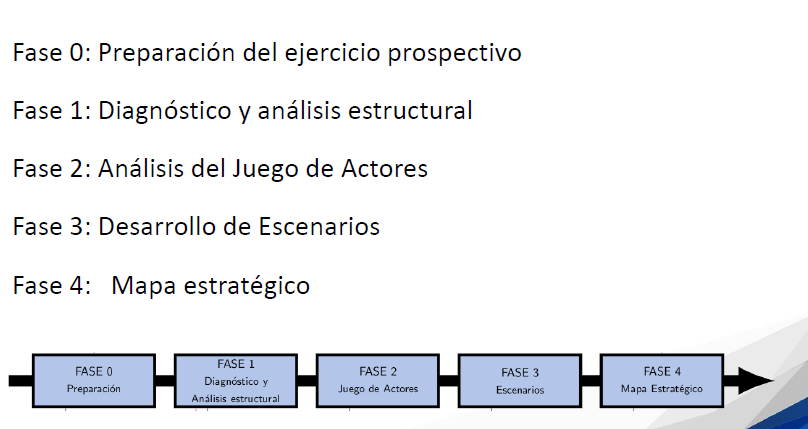 Fase 0: Preparación del ejercicio prospectivo
Fase 1: Diagnóstico y análisis estructural
Fase 2: Análisis del Juego de Actores
Fase 3: Desarrollo de Escenarios
Fase 4: Mapa estratégico
FASE 0
Preparación
FASE 1
Diagnóstico y
Análisis estructural
FASE 2
Juego de Actores
FASE 3
Escenarios
FASE 4
Mapa Estratégico